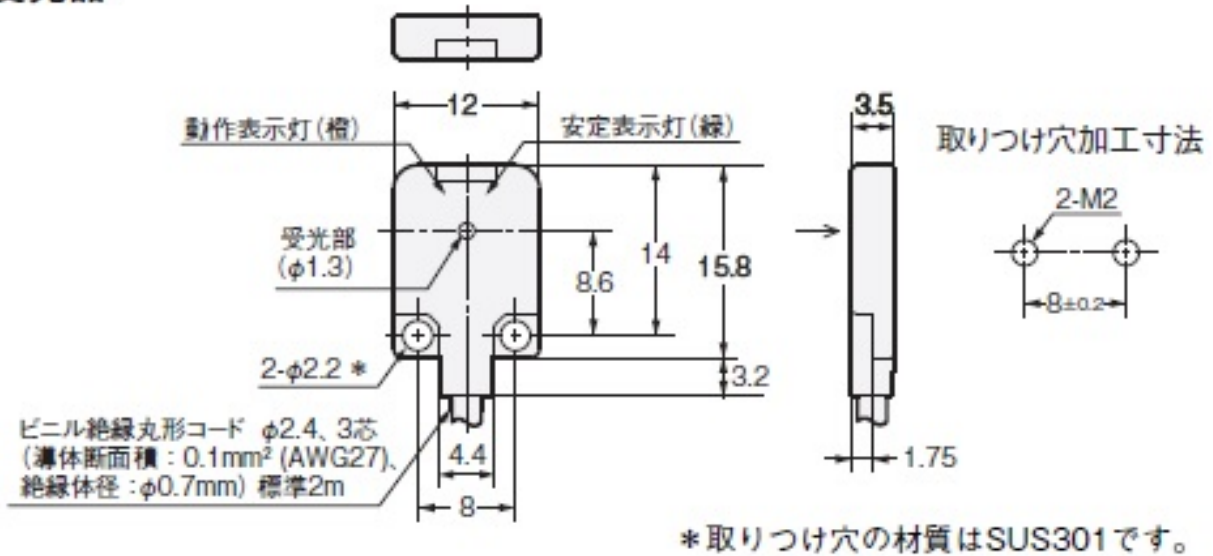 12
3.5
動作表示灯(橙)
安定表示灯(緑)
取りつけ穴加工寸法
2-M2
受光部
(φ1.3)
8.6
14
15.8
8±0.2
2-φ2.2 *
3.2
ビニル絶縁丸形コード φ2.4、3芯
(導体断面積:0.1mm² (AWG27)、
絶縁体径:φ0.7mm) 標準2m
4.4
1.75
8
*取りつけ穴の材質はSUS301です。